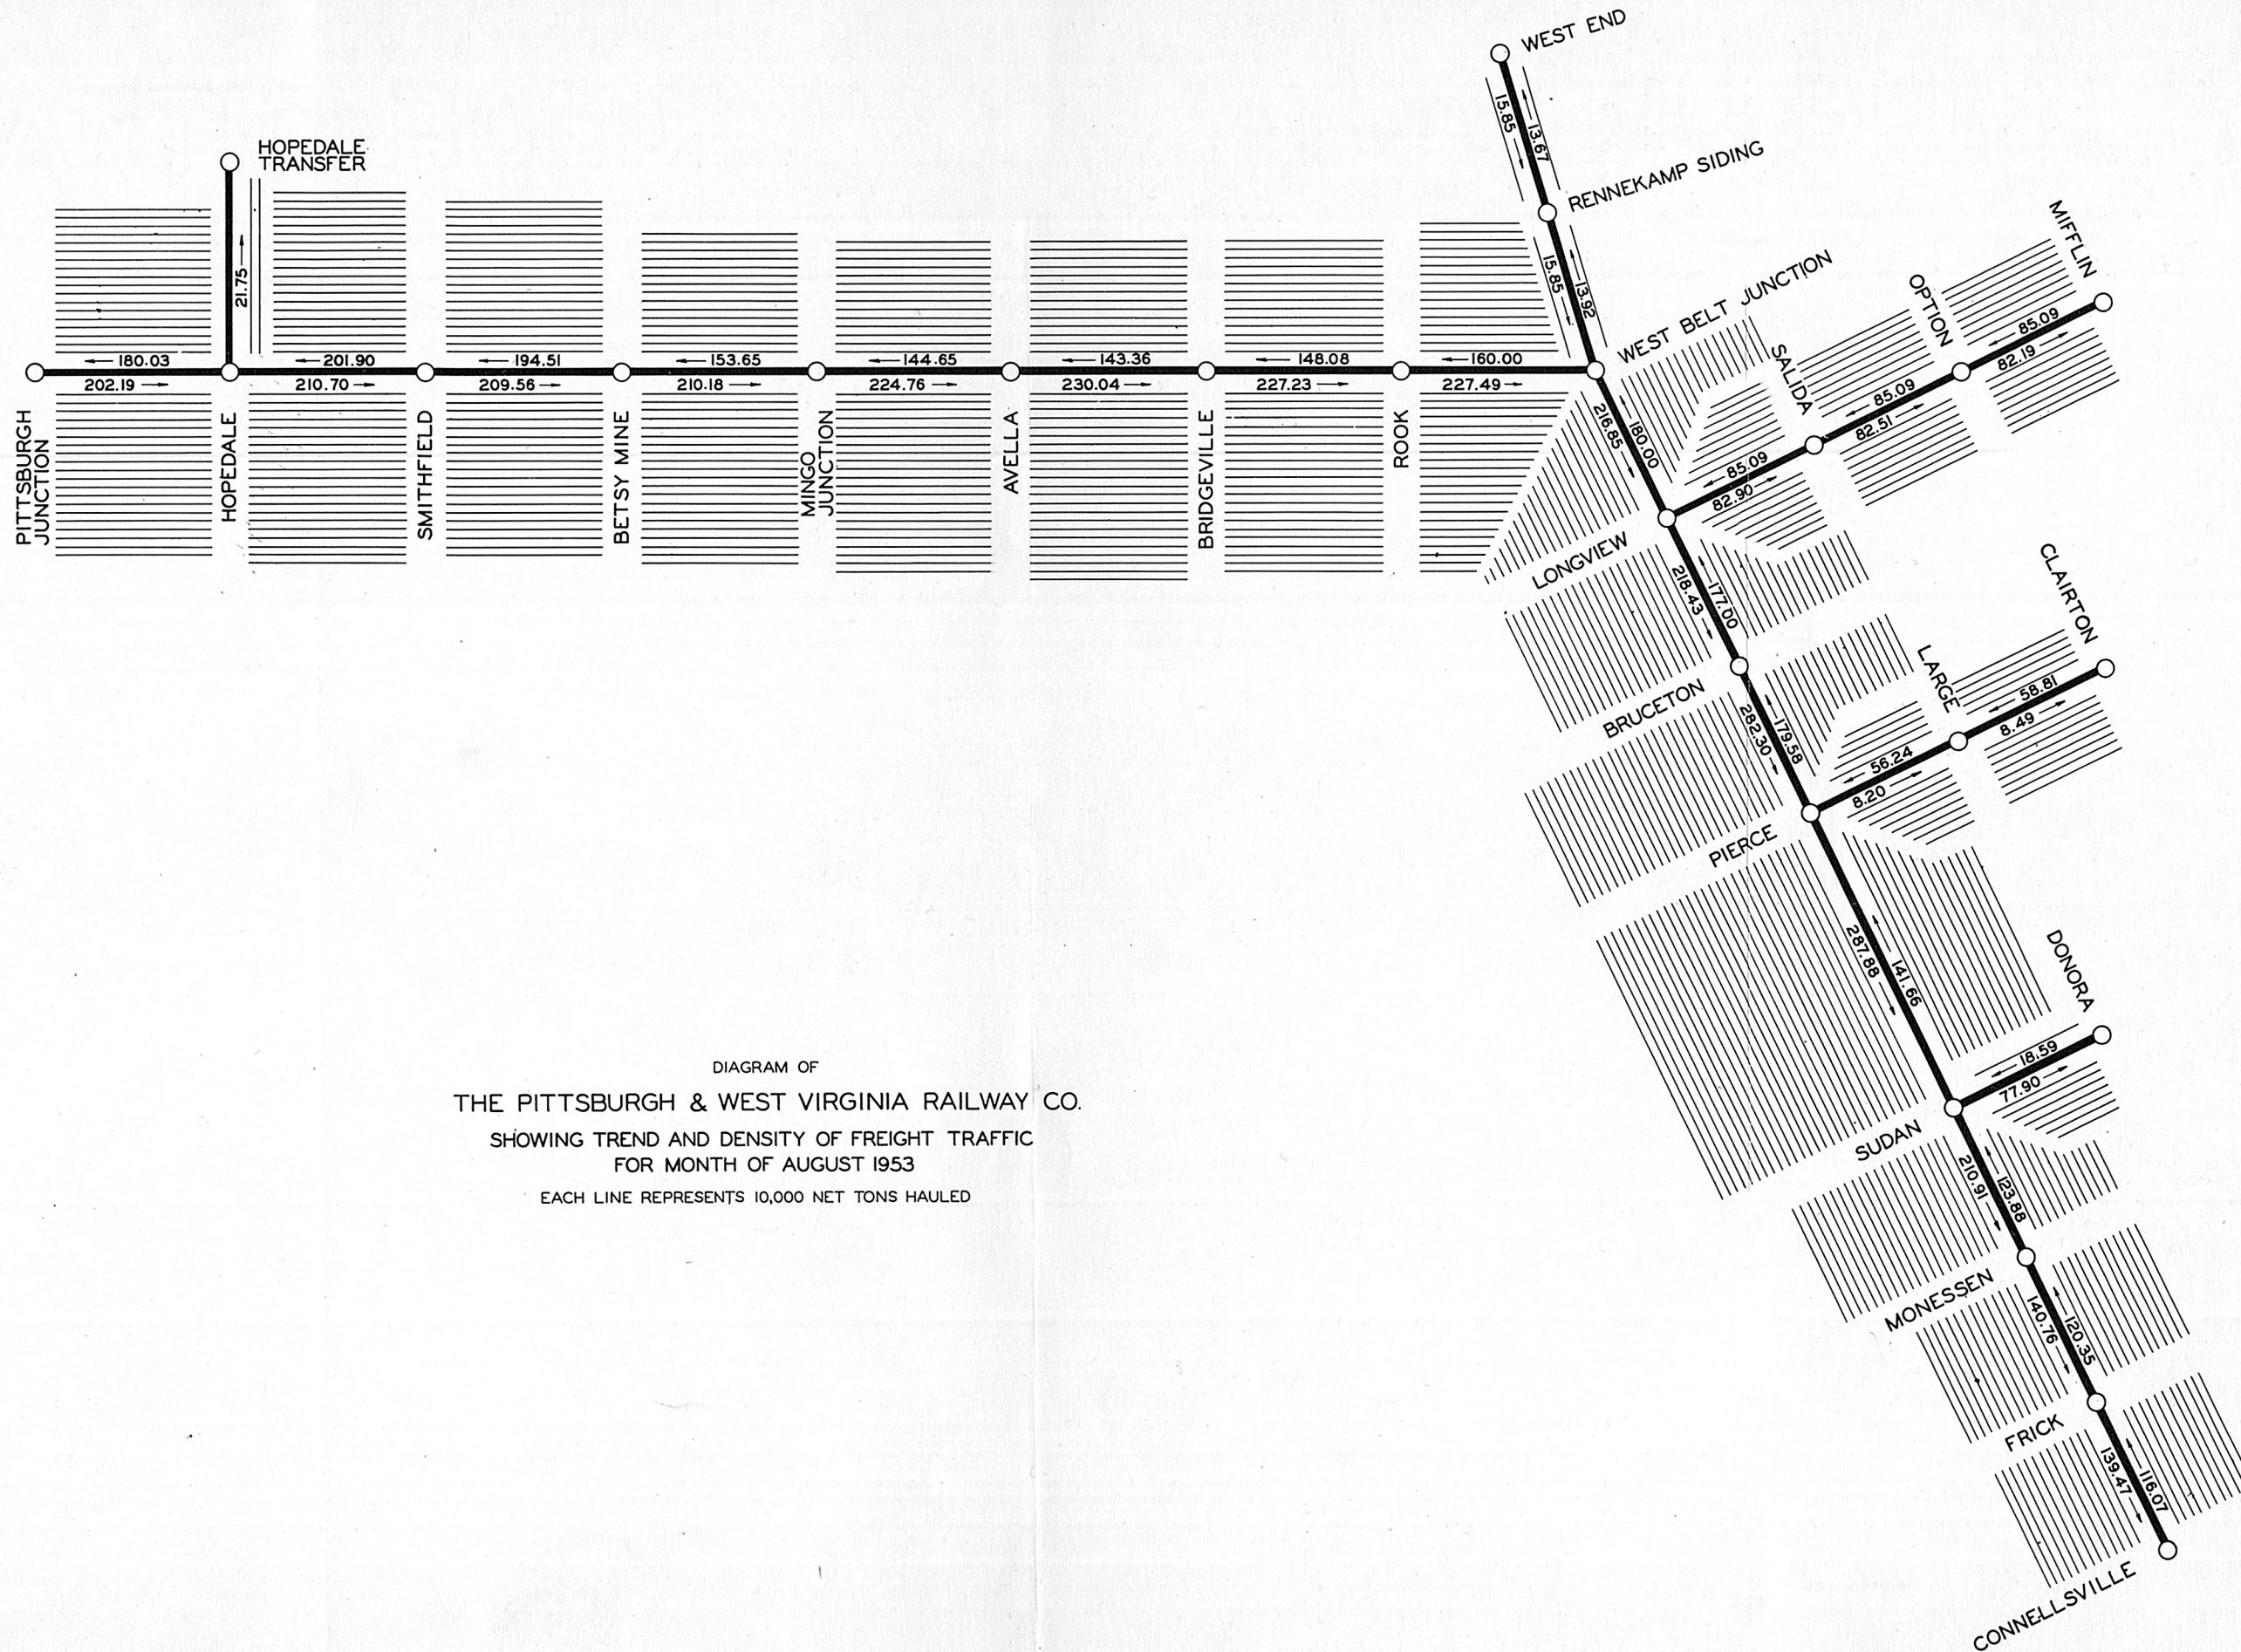 WEST END
15.85
13.67
RENNEKAMP SIDING
15.85
13.92
HOPEDALE
TRANSFER
21.75
180.03
201.90
194.51
153.65
144.65
143.36
148.08
160.00
202.19
210.70
209.56
210.18
224.76
230.04
227.23
227.49
PITTSBURGH
JUNCTION
HOPEDALE
SMITHFIELD
BETSY MINE
MINGO
JUNCTION
AVELLA
BRIDGEVILLE
ROOK
WEST BELT JUNCTION
216.85
180.00
SALIDA
OPTION
MIFFLIN
85.09
82.90
85.09
82.51
85.09
82.19
LONGVIEW
218.43
177.00
BRUCETON
282.30
179.58
LARGE
CLAIRTON
56.24
8.20
58.81
8.49
PIERCE
287.88
141.66
DONORA
18.59
77.90
SUDAN
210.91
123.88
MONESSEN
140.76
120.35
FRICK
139.47
116.07
CONNELLSVILLE
DIAGRAM OF
THE PITTSBURGH & WEST VIRGINIA RAILWAY CO.
SHOWING TREND AND DENSITY OF FREIGHT TRAFFIC
FOR MONTH OF AUGUST 1953
EACH LINE REPRESENTS 10,000 NET TONS HAULED